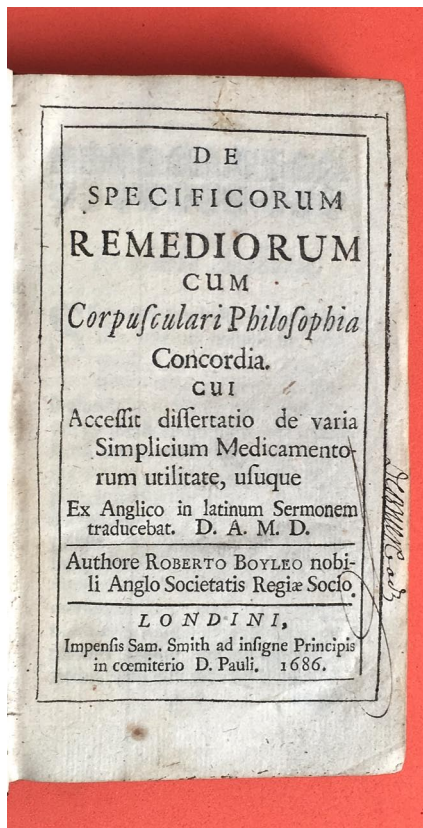 DE
SPECIFICORUM
REMEDIORUM
CUM
Corpuſculari Philoſophia
Concordia.
CUI
Acceſſit diſſertatio de varia
Simplicium Medicamento-
rum utilitate, uſuque
Ex Anglico in latinum Sermonem
traducebat. D. A. M. D.
Authore ROBERTO BOYLEO nobi-
li Anglo Societatis Regiæ Socio.
LONDINI,
Impenſis Sam. Smith ad inſigne Principis
in cœmiterio D. Pauli. 1686.